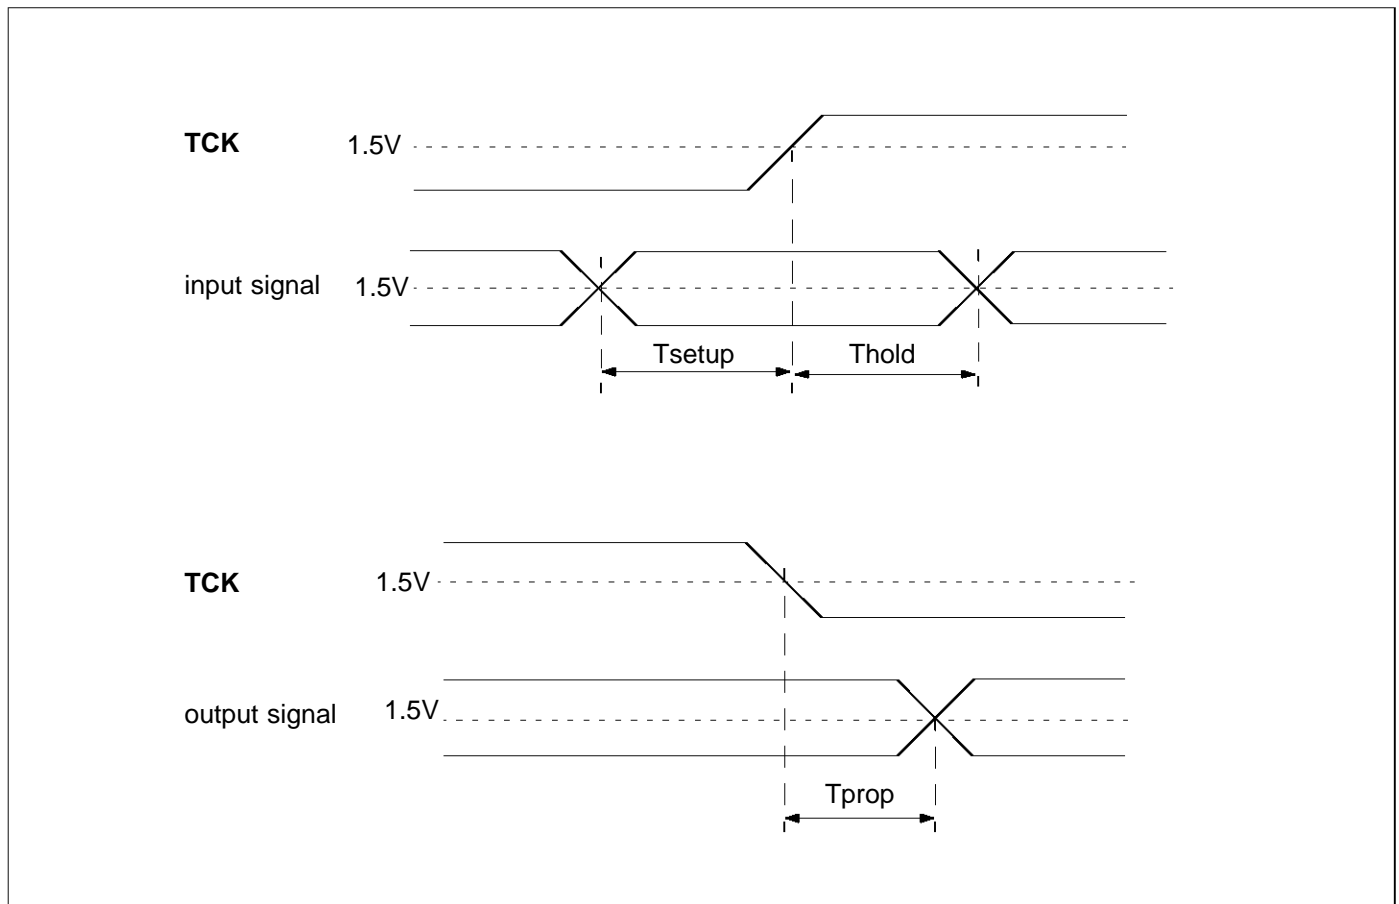 TCK 1.5V
input signal 1.5V
Tsetup Thold
TCK 1.5V
output signal 1.5V
Tprop